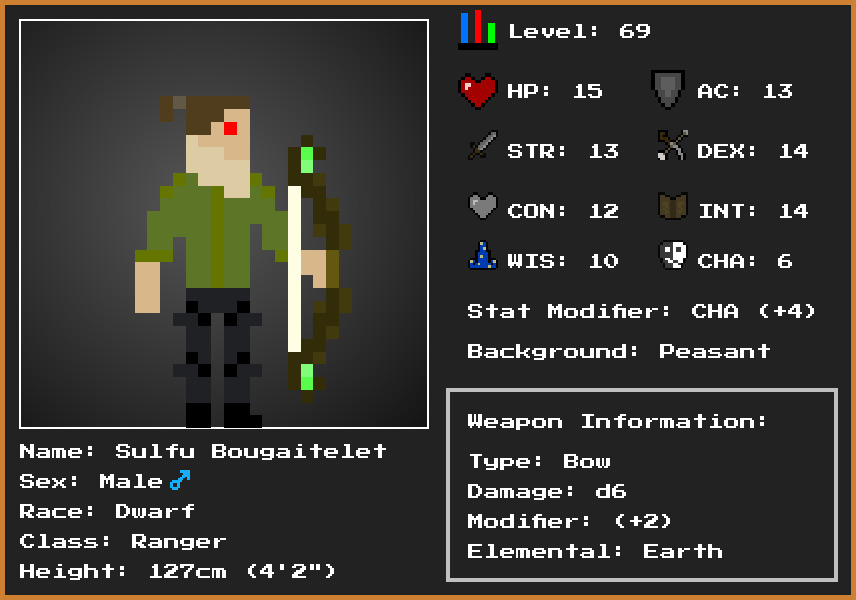 Level: 69
HP: 15
AC: 13
STR: 13
DEX: 14
CON: 12
INT: 14
WIS: 10
CHA: 6
Stat Modifier: CHA (+4)
Background: Peasant
Weapon Information:
Type: Bow
Damage: d6
Modifier: (+2)
Elemental: Earth
Name: Sulfu Bougaitelet
Sex: Male♂
Race: Dwarf
Class: Ranger
Height: 127cm (4'2")